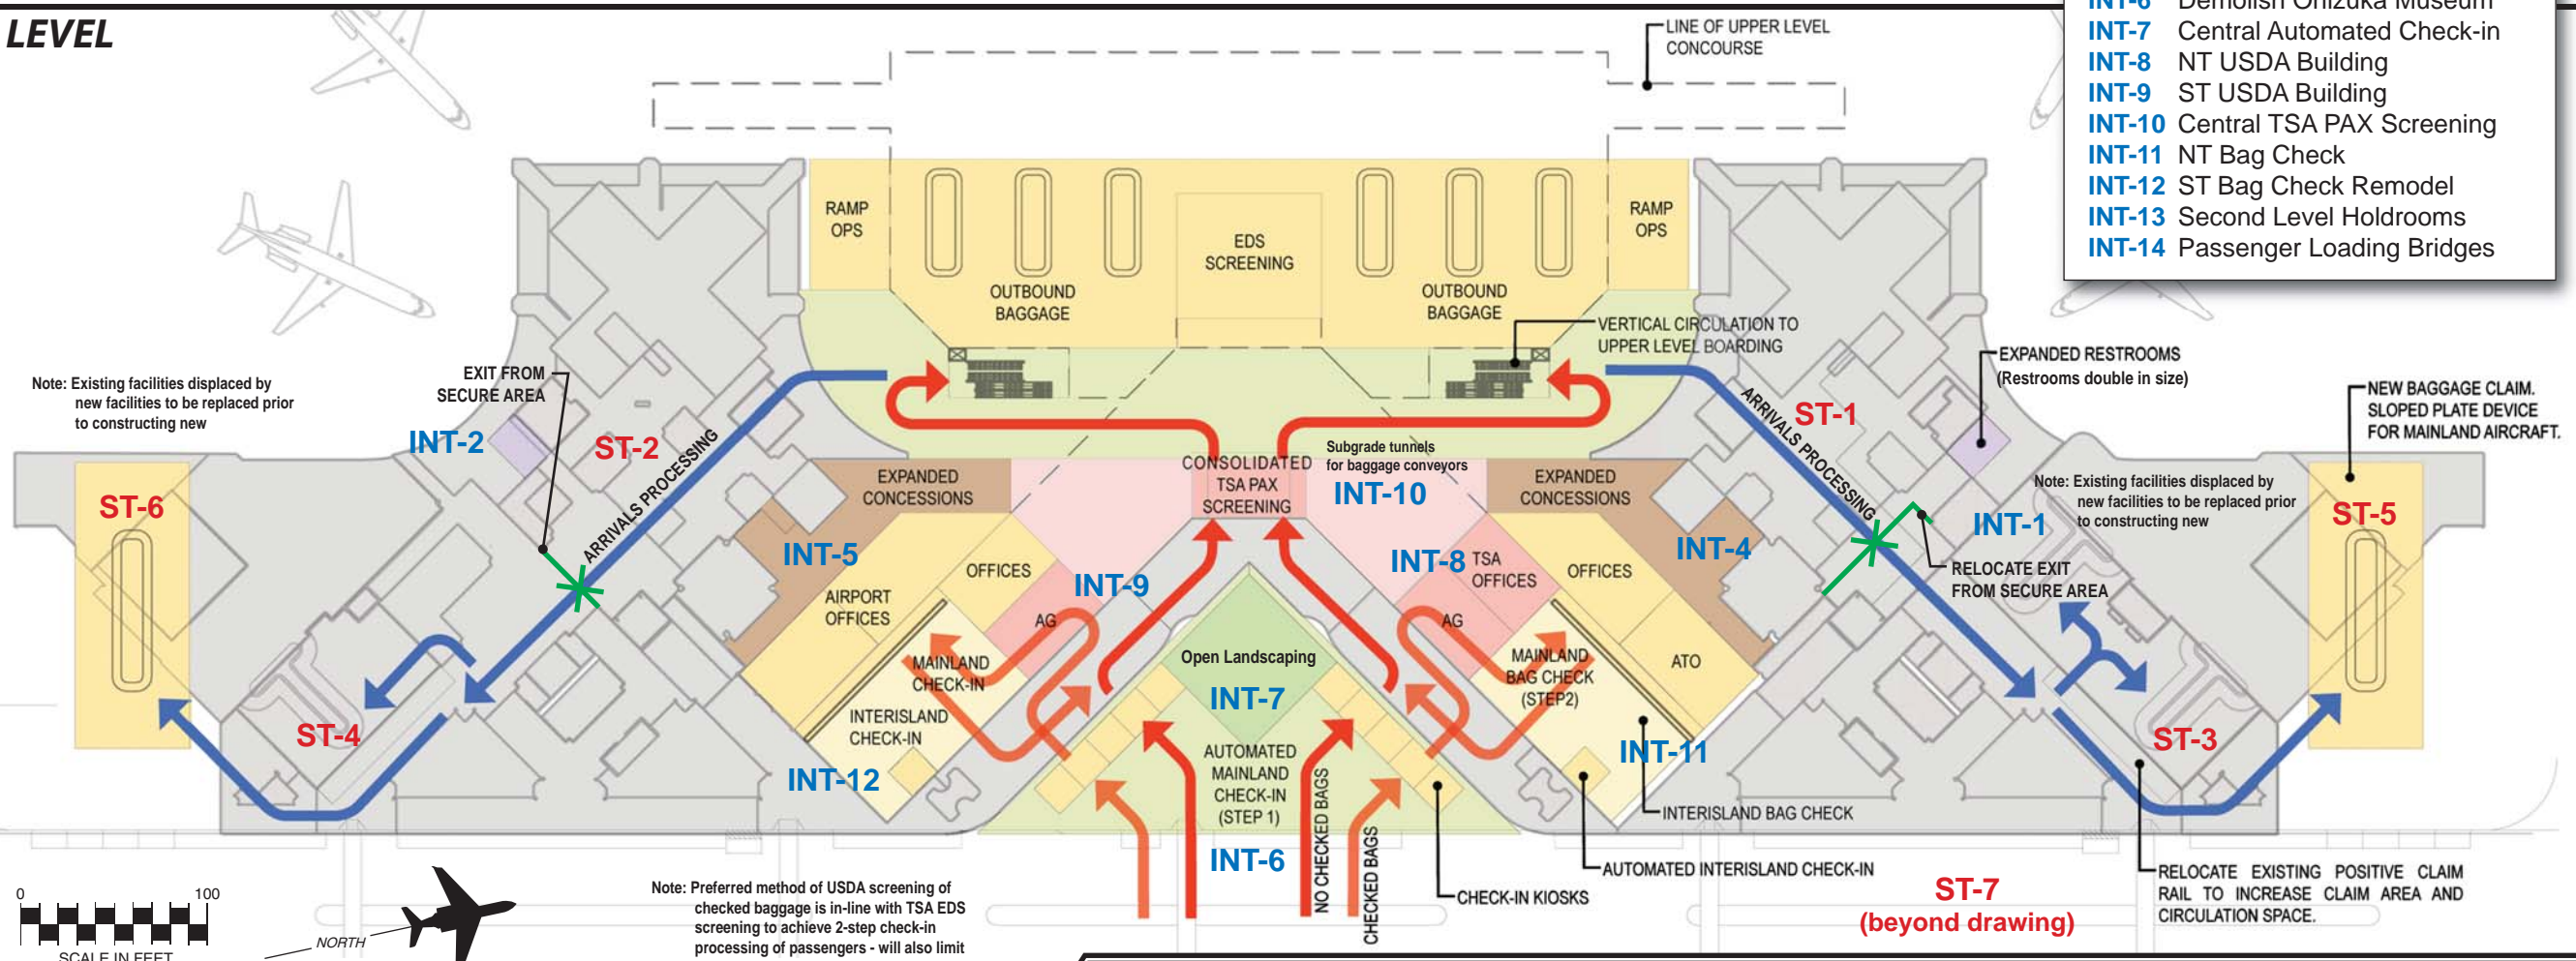 LEVEL
INT-6 Demolish Onizuka Museum
INT-7 Central Automated Check-in
INT-8 NT USDA Building
INT-9 ST USDA Building
INT-10 Central TSA PAX Screening
INT-11 NT Bag Check
INT-12 ST Bag Check Remodel
INT-13 Second Level Holdrooms
INT-14 Passenger Loading Bridges
LINE OF UPPER LEVEL
CONCOURSE
RAMP
OPS
EDS
SCREENING
RAMP
OPS
OUTBOUND
BAGGAGE
OUTBOUND
BAGGAGE
VERTICAL CIRCULATION TO
UPPER LEVEL BOARDING
EXPANDED RESTROOMS
(Restrooms double in size)
Note: Existing facilities displaced by
new facilities to be replaced prior
to constructing new
EXIT FROM
SECURE AREA
NEW BAGGAGE CLAIM.
SLOPED PLATE DEVICE
FOR MAINLAND AIRCRAFT.
INT-2
ST-2
ARRIVALS PROCESSING
ARRIVALS PROCESSING
ST-1
EXPANDED
CONCESSIONS
CONSOLIDATED
TSA PAX
SCREENING
Subgrade tunnels
for baggage conveyors
INT-10
EXPANDED
CONCESSIONS
Note: Existing facilities displaced by
new facilities to be replaced prior
to constructing new
ST-6
INT-1
ST-5
INT-5
OFFICES
INT-9
INT-8
TSA
OFFICES
OFFICES
INT-4
RELOCATE EXIT
FROM SECURE AREA
AIRPORT
OFFICES
AG
AG
MAINLAND
CHECK-IN
Open Landscaping
INT-7
MAINLAND
BAG CHECK
(STEP2)
ATO
INTERISLAND
CHECK-IN
ST-4
AUTOMATED
MAINLAND
CHECK-IN
(STEP 1)
INT-11
ST-3
INT-12
INTERISLAND BAG CHECK
INT-6
NO CHECKED BAGS
CHECKED BAGS
AUTOMATED INTERISLAND CHECK-IN
CHECK-IN KIOSKS
ST-7
(beyond drawing)
RELOCATE EXISTING POSITIVE CLAIM
RAIL TO INCREASE CLAIM AREA AND
CIRCULATION SPACE.
0 100
SCALE IN FEET
NORTH
Note: Preferred method of USDA screening of
checked baggage is in-line with TSA EDS
screening to achieve 2-step check-in
processing of passengers - will also limit